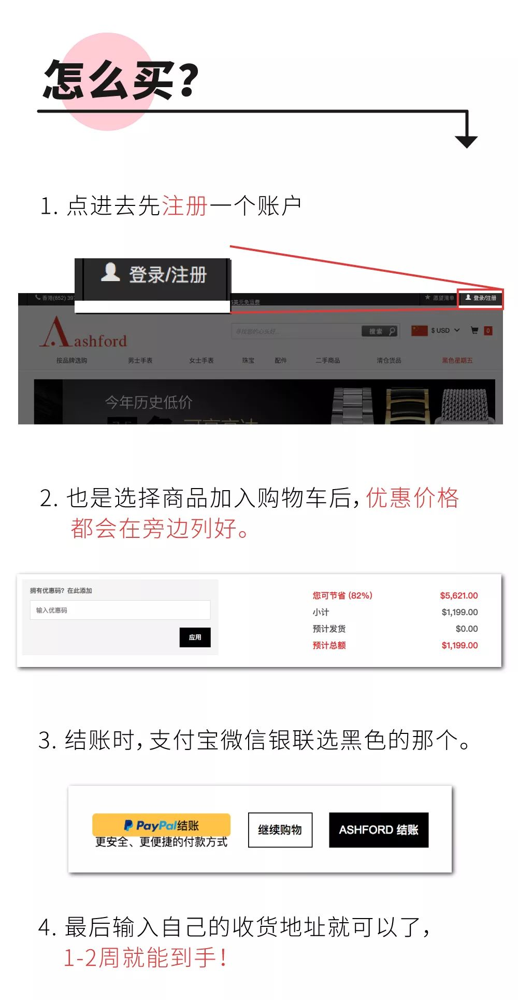 怎么买？
1. 点进去先注册一个账户
登录/注册
香港(852) 397
美元免运费
愿望清单
登录/注册
Aashford
寻找您的心头好...
搜索
$ USD
0
按品牌选购
男士手表
女士手表
珠宝
配件
二手商品
清仓货品
黑色星期五
今年历史低价
2. 也是选择商品加入购物车后，优惠价格
都会在旁边列好。
拥有优惠码？在此添加
输入优惠码
应用
您可节省 (82%) $5,621.00
小计 $1,199.00
预计发货 $0.00
预计总额 $1,199.00
3. 结账时，支付宝微信银联选黑色的那个。
PayPal结账
更安全、更便捷的付款方式
继续购物
ASHFORD 结账
4. 最后输入自己的收货地址就可以了，
1-2周就能到手！